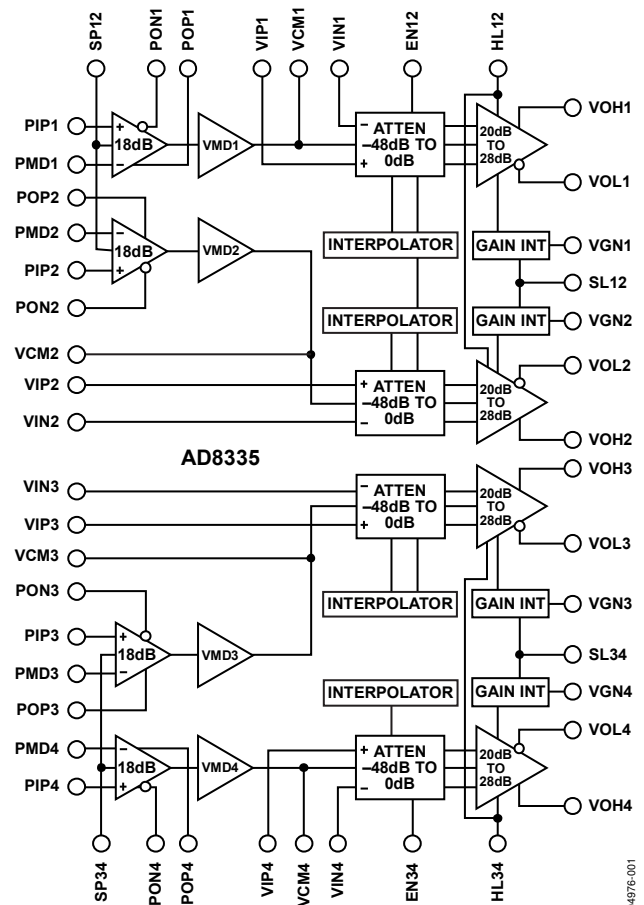 SP12
PON1
POP1
VIP1
VCM1
VIN1
EN12
HL12
PIP1
PMD1
POP2
PMD2
PIP2
PON2
VCM2
VIP2
VIN2
+
18dB
–
VMD1
–
ATTEN
–48dB TO
0dB
+
20dB
TO
28dB
VOH1
VOL1
–
18dB
+
VMD2
INTERPOLATOR
GAIN INT
VGN1
SL12
INTERPOLATOR
GAIN INT
VGN2
+
ATTEN
–48dB TO
0dB
–
20dB
TO
28dB
VOL2
VOH2
AD8335
VIN3
VIP3
VCM3
PON3
PIP3
PMD3
POP3
PMD4
PIP4
–
ATTEN
–48dB TO
0dB
+
20dB
TO
28dB
VOH3
VOL3
+
18dB
–
VMD3
INTERPOLATOR
GAIN INT
VGN3
SL34
INTERPOLATOR
GAIN INT
VGN4
–
18dB
+
VMD4
+
ATTEN
–48dB TO
0dB
–
20dB
TO
28dB
VOL4
VOH4
SP34
PON4
POP4
VIP4
VCM4
VIN4
EN34
HL34